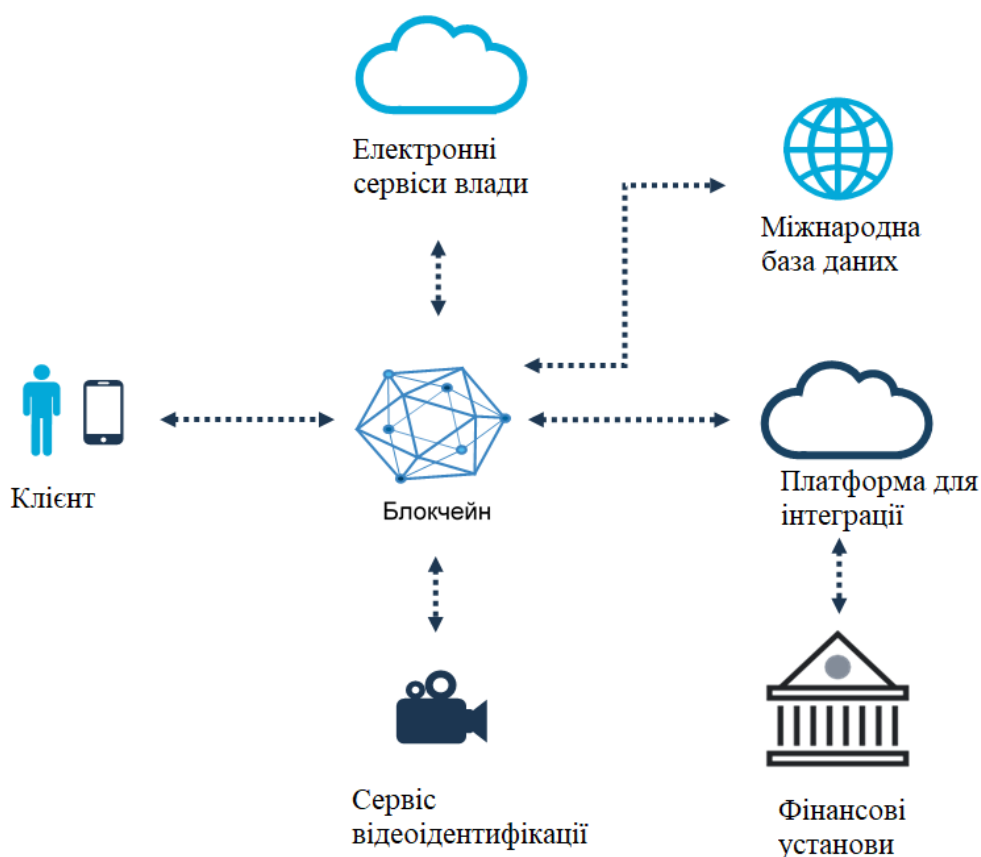 Електронні
сервіси влади
Міжнародна
база даних
Клієнт
Блокчейн
Платформа для
інтеграції
Сервіс
відеоідентифікації
Фінансові
установи